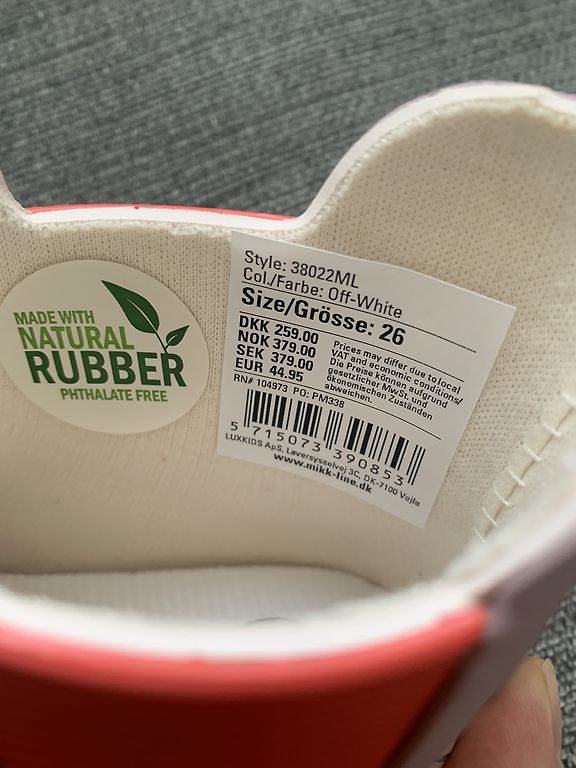 MADE WITH
NATURAL
RUBBER
PHTHALATE FREE
Style: 38022ML
Col./Farbe: Off-White
Size/Grösse: 26
DKK 259.00
NOK 379.00
SEK 379.00
EUR 44.95
Prices may differ due to local
VAT and economic conditions/
Die Preise können aufgrund
gesetzlicher MwSt. und
ökonomischen Zuständen
abweichen.
RN# 104973 PO: PM338
5 715073 390853
LUXKIDS ApS, Løversysselvej 3C, DK-7100 Vejle
www.mikk-line.dk